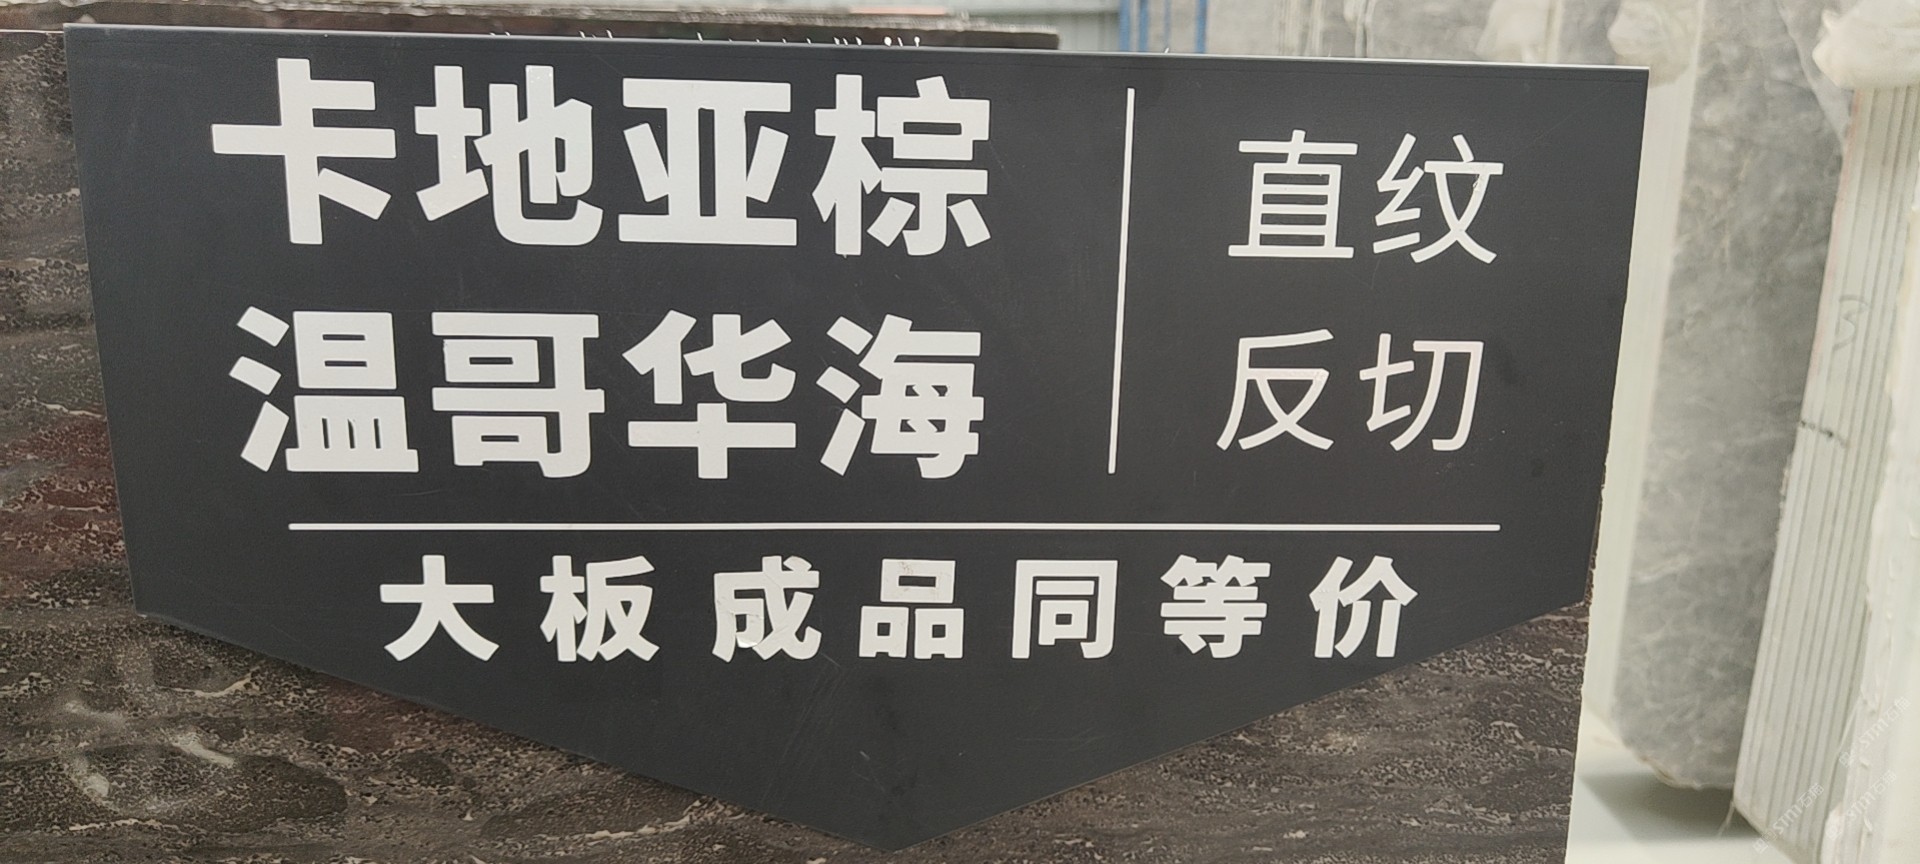 卡地亚棕 直纹
温哥华海 反切
大板成品同等价